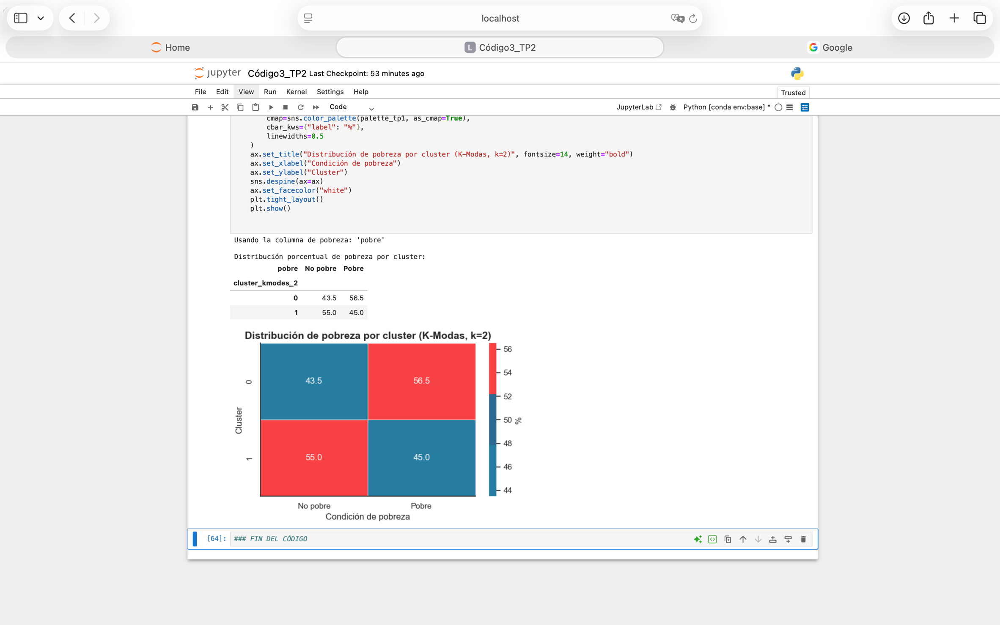 localhost
Home
L Código3_TP2
Google
jupyter Código3_TP2 Last Checkpoint: 53 minutes ago
File Edit View Run Kernel Settings Help
Trusted
Code
JupyterLab
Python [conda env:base] *
cmap=sns.color_palette(palette_tp1, as_cmap=True),
cbar_kws={"label": "%"},
linewidths=0.5
)
ax.set_title("Distribución de pobreza por cluster (K-Modas, k=2)", fontsize=14, weight="bold")
ax.set_xlabel("Condición de pobreza")
ax.set_ylabel("Cluster")
sns.despine(ax=ax)
ax.set_facecolor("white")
plt.tight_layout()
plt.show()
Usando la columna de pobreza: 'pobre'
Distribución porcentual de pobreza por cluster:
pobre No pobre Pobre
cluster_kmodes_2
0 43.5 56.5
1 55.0 45.0
Distribución de pobreza por cluster (K-Modas, k=2)
43.5 56.5
55.0 45.0
0
1
Cluster
No pobre Pobre
Condición de pobreza
56
54
52
50
48
46
44
%
[64]: ### FIN DEL CÓDIGO